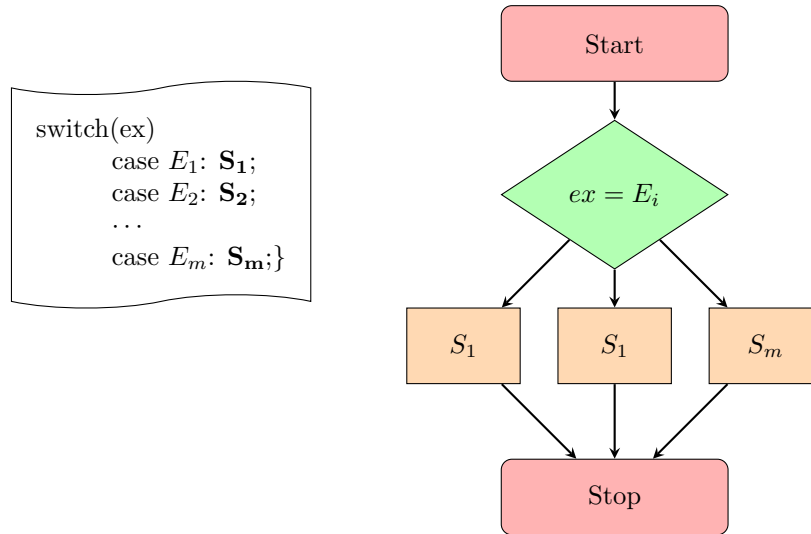 switch(ex)
case E₁: S₁;
case E₂: S₂;
...
case Eₘ: Sₘ;}
Start
ex = Eᵢ
S₁
S₁
Sₘ
Stop